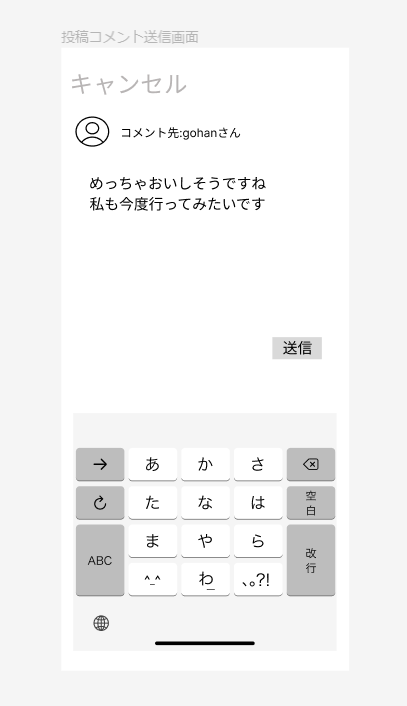 投稿コメント送信画面
キャンセル
コメント先:gohanさん
めっちゃおいしそうですね
私も今度行ってみたいです
送信
→ あ か さ
た な は 空白
ABC ま や ら 改行
^_^ わ_ 、。?!